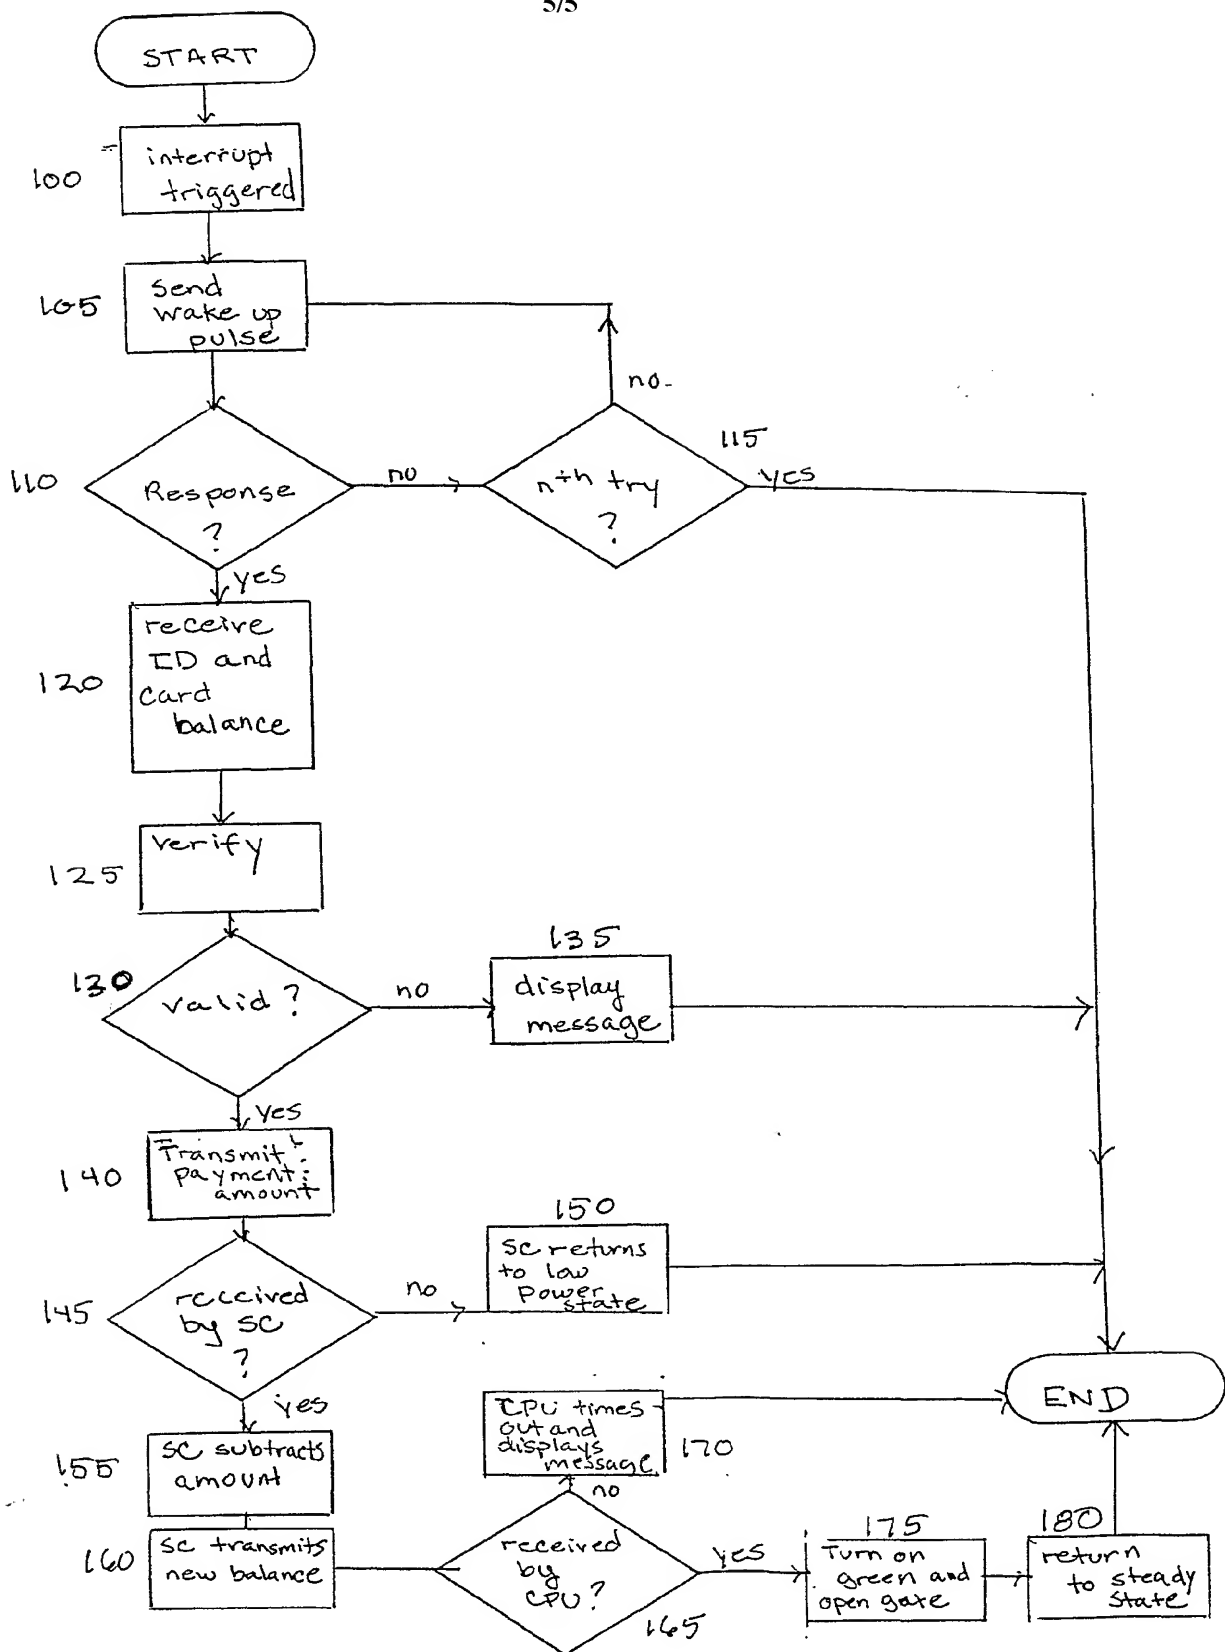 5/5
START
100
interrupt
triggered
105
send
wake up
pulse
no
110
Response
?
no
115
nth try
?
yes
yes
120
receive
ID and
card
balance
125
verify
130
valid?
no
135
display
message
yes
140
Transmit
payment
amount
145
received
by SC
?
no
150
SC returns
to low
power
state
yes
155
SC subtracts
amount
160
SC transmits
new balance
CPU times
out and
displays
message
170
no
received
by
CPU?
165
yes
175
Turn on
green and
open gate
180
return
to steady
state
END